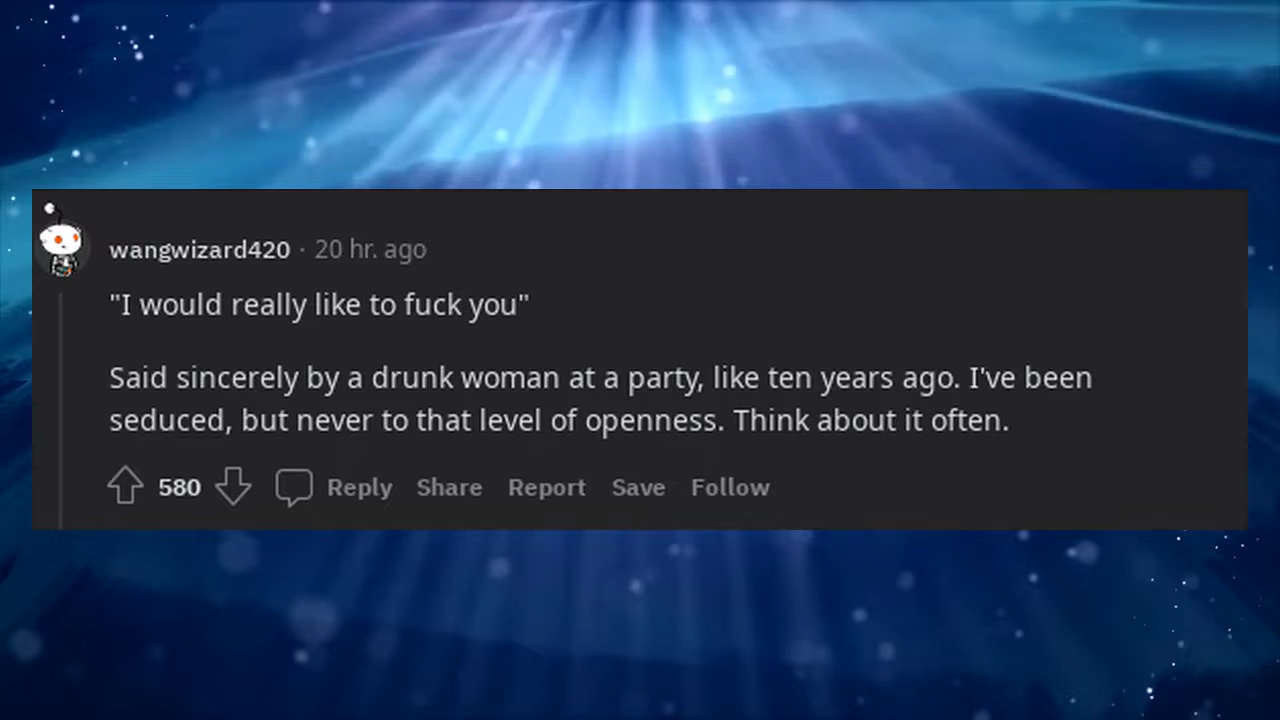 wangwizard420 · 20 hr. ago
"I would really like to fuck you"
Said sincerely by a drunk woman at a party, like ten years ago. I've been
seduced, but never to that level of openness. Think about it often.
580 Reply Share Report Save Follow